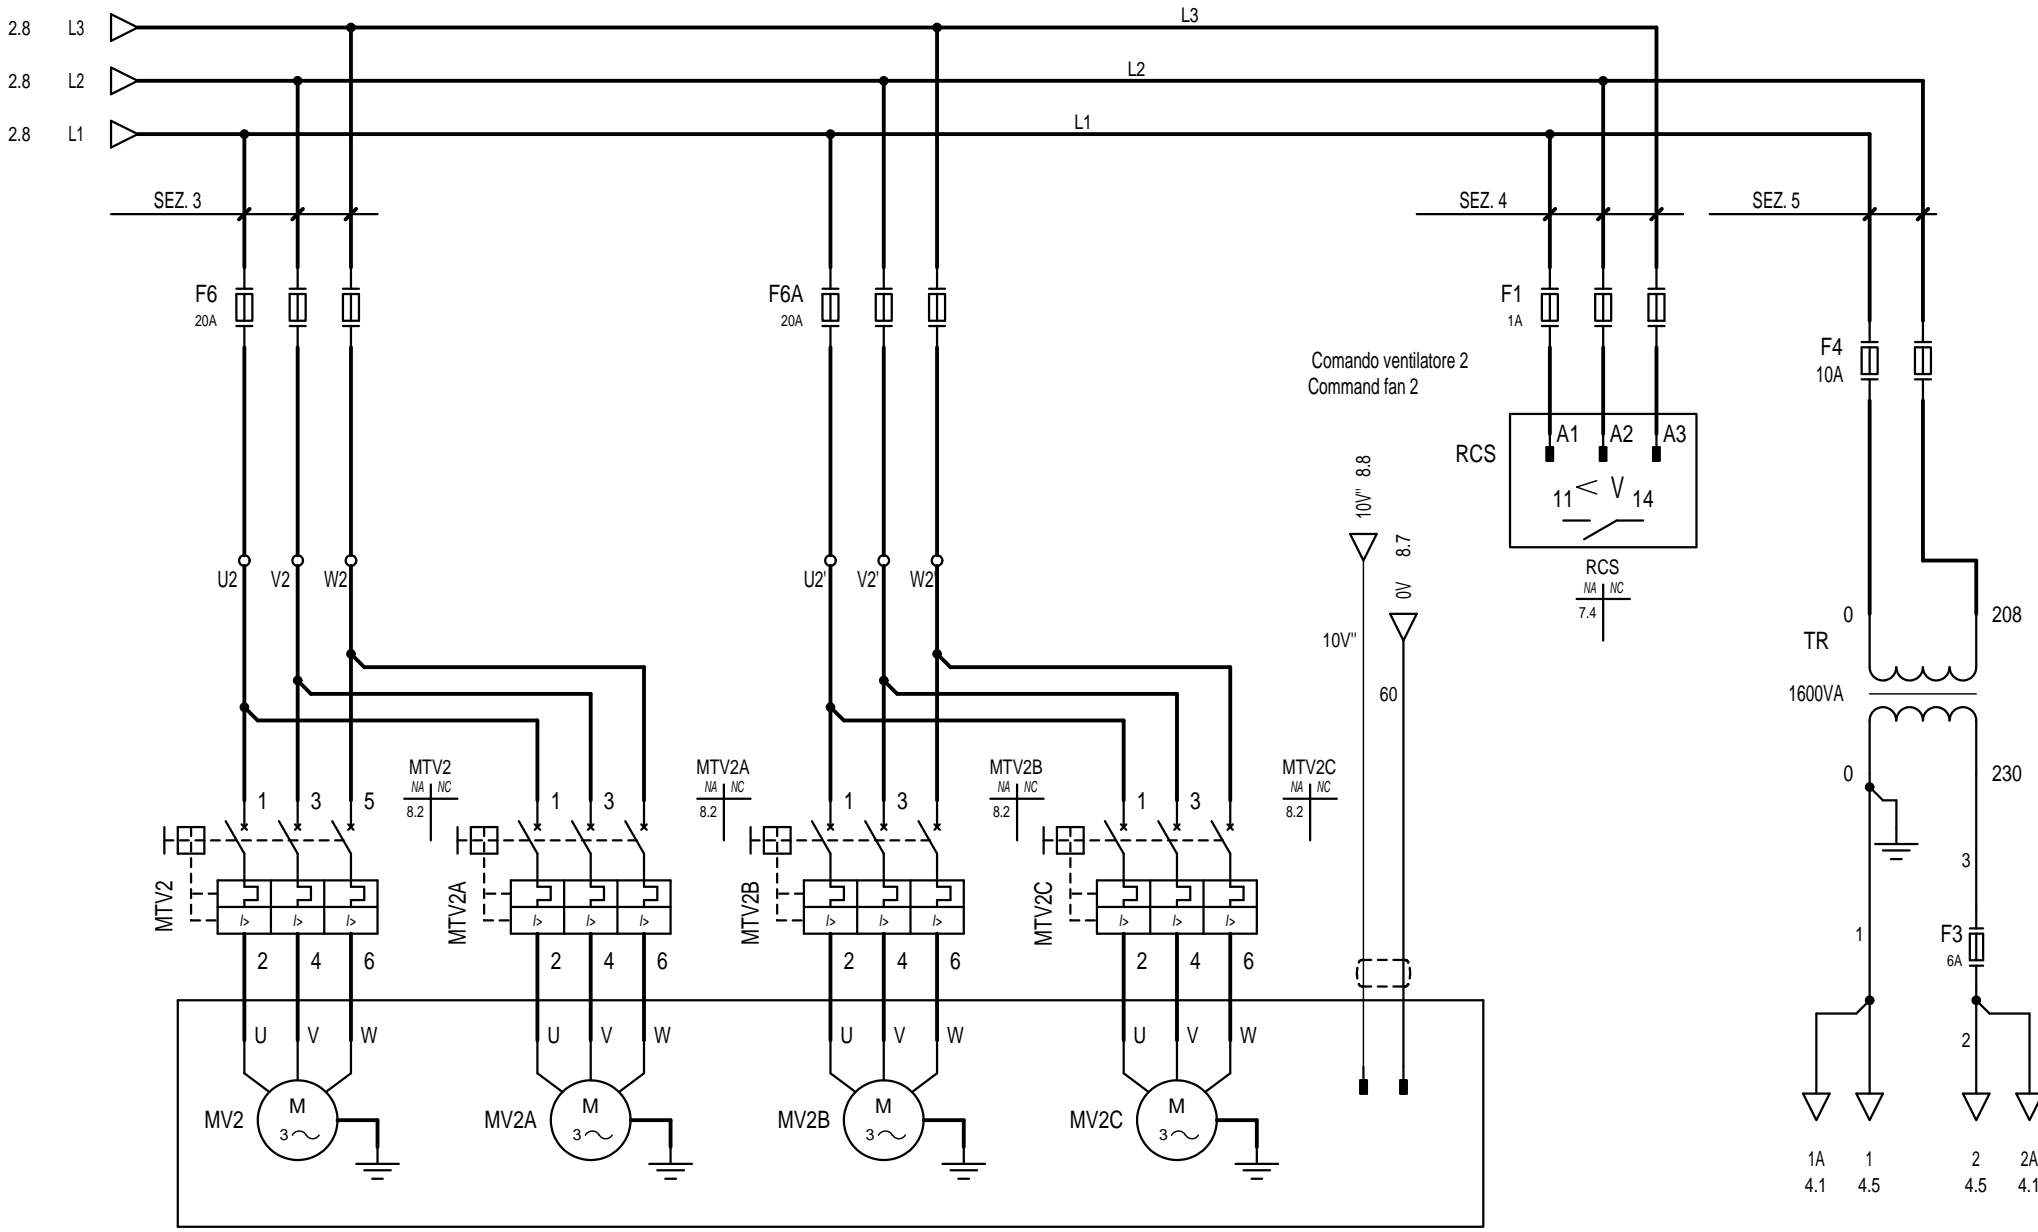 2.8 L3 L3
2.8 L2 L2
2.8 L1 L1
SEZ. 3 SEZ. 4 SEZ. 5
F6 F6A F1
20A 20A 1A
F4
10A
Comando ventilatore 2
Command fan 2
A1 A2 A3
RCS
11 < V 14
10V" 8.8
0V 8.7
U2 V2 W2 U2' V2' W2'
RCS
NA NC
7.4
0 208
TR
10V"
1600VA
60
MTV2 MTV2A MTV2B MTV2C
NA NC NA NC NA NC NA NC
8.2 8.2 8.2 8.2
0 230
1 3 5 1 3 1 3 1 3
MTV2 MTV2A MTV2B MTV2C
I> I> I> I> I> I> I> I> I> I> I> I>
3
1
F3
6A
2 4 6 2 4 6 2 4 6 2 4 6
U V W U V W U V W U V W
2
MV2 M 3 MV2A M 3 MV2B M 3 MV2C M 3
1A 1 2 2A
4.1 4.5 4.5 4.1